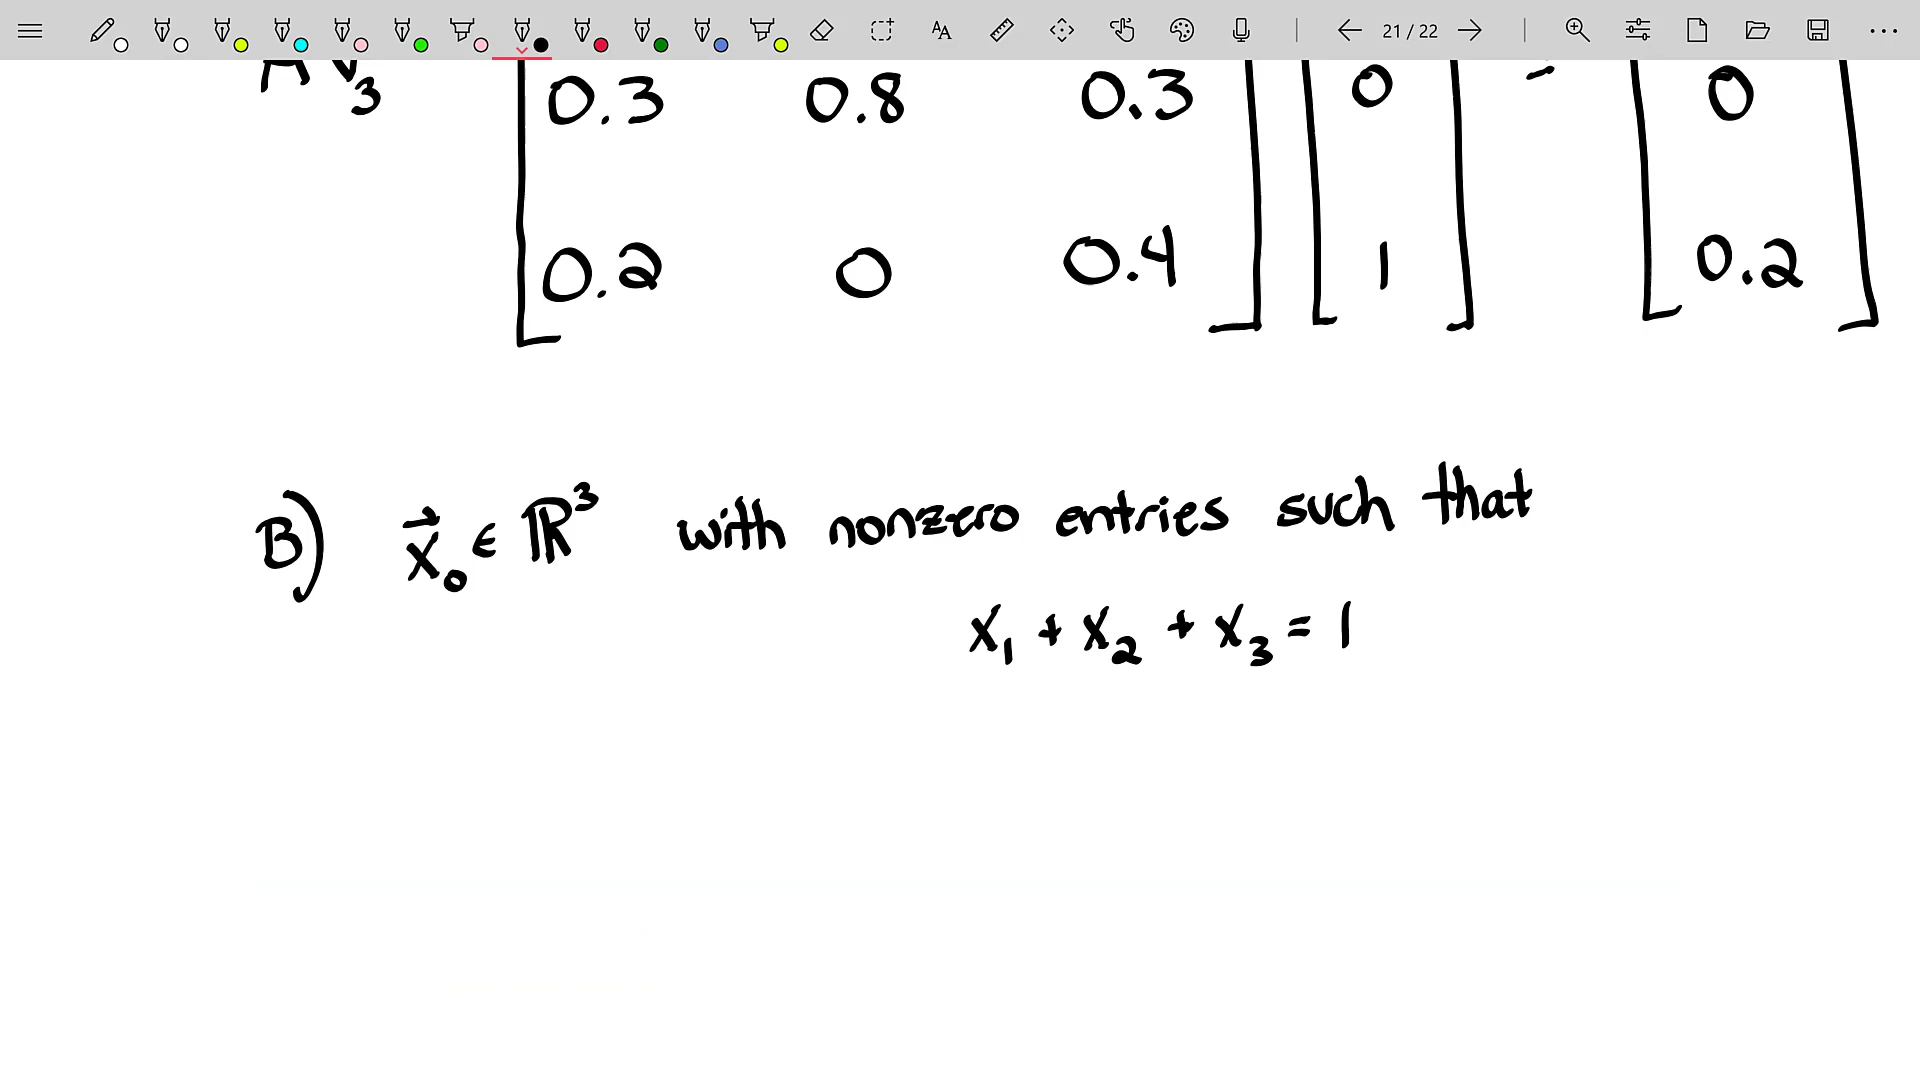 21 / 22
A v₃ [0.3 0.8 0.3] [0] = [0]
[0.2 0 0.4] [1] [0.2]
B) x⃗₀ ∈ ℝ³ with nonzero entries such that
x₁ + x₂ + x₃ = 1